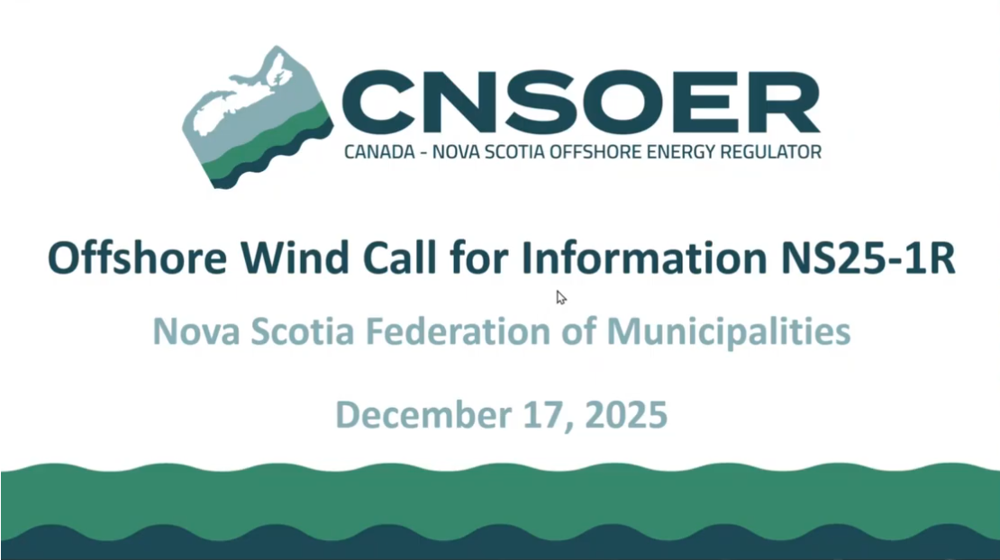 CNSOER
CANADA - NOVA SCOTIA OFFSHORE ENERGY REGULATOR
Offshore Wind Call for Information NS25-1R
Nova Scotia Federation of Municipalities
December 17, 2025